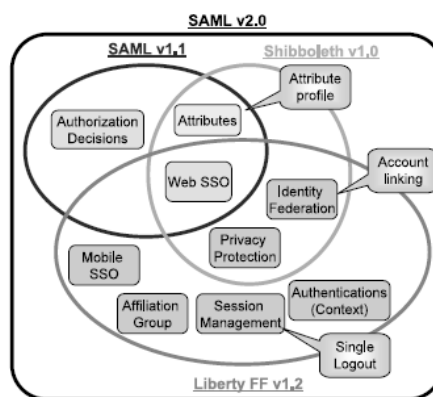 SAML v2.0
SAML v1.1
Shibboleth v1.0
Attribute
profile
Authorization
Decisions
Attributes
Account
linking
Web SSO
Identity
Federation
Privacy
Protection
Mobile
SSO
Authentications
(Context)
Affiliation
Group
Session
Management
Single
Logout
Liberty FF v1.2